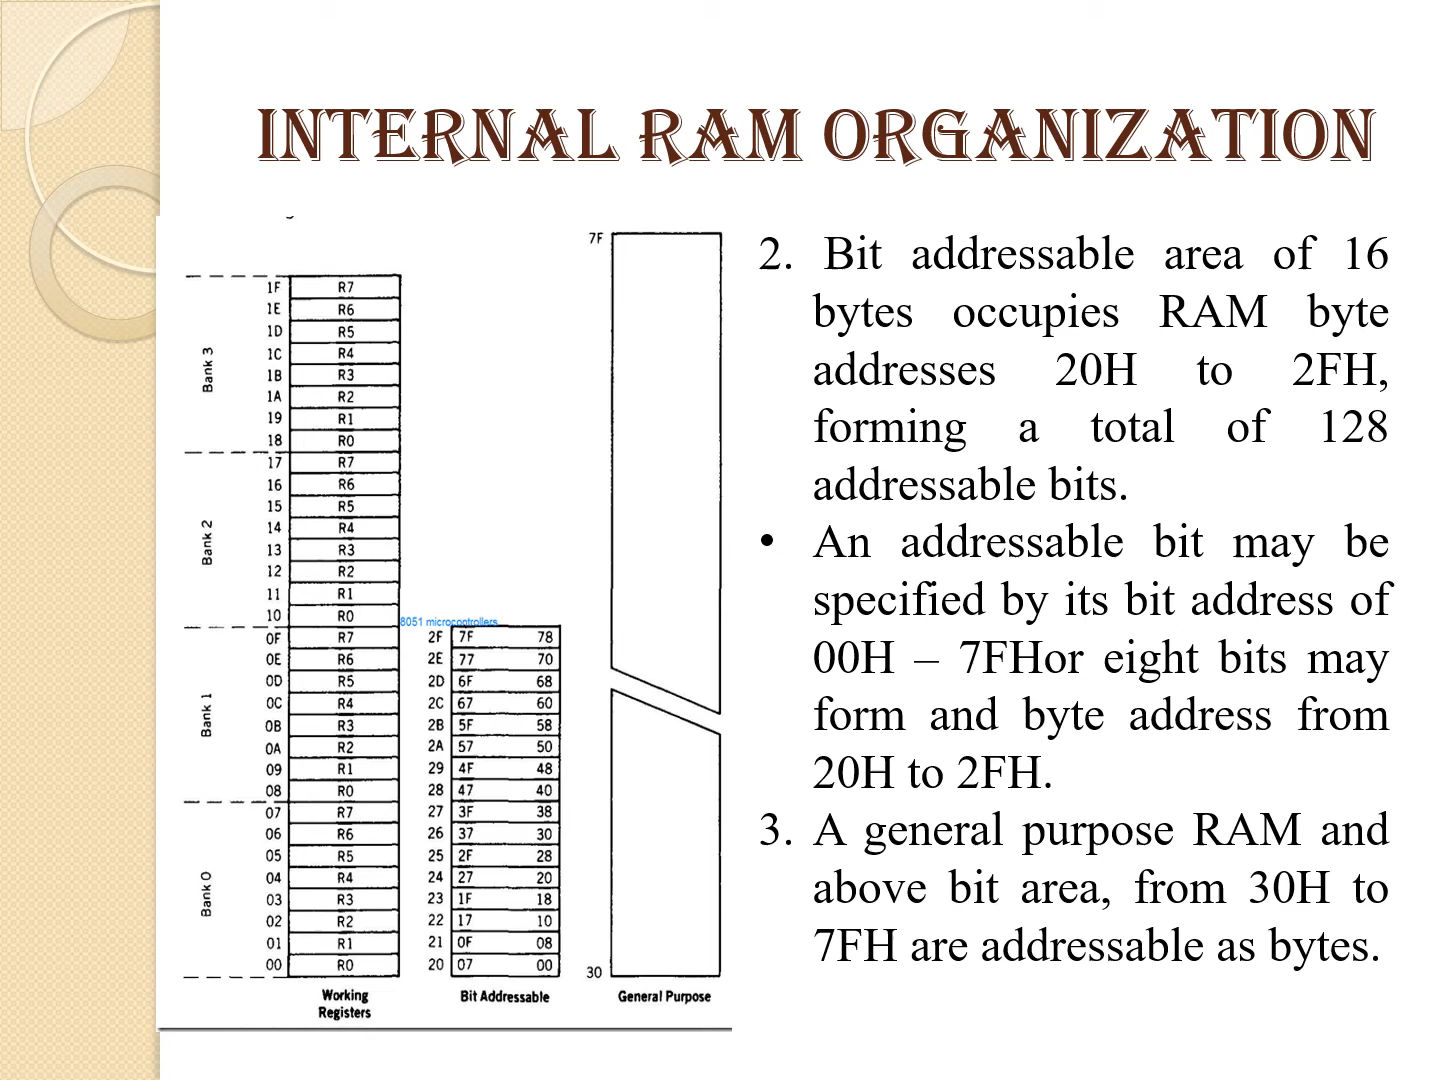 INTERNAL RAM ORGANIZATION
7F
1F R7
1E R6
1D R5
1C R4
1B R3
1A R2
19 R1
18 R0
Bank 3
17 R7
16 R6
15 R5
14 R4
13 R3
12 R2
11 R1
10 R0
Bank 2
8051 microcontrollers
0F R7
0E R6
0D R5
0C R4
0B R3
0A R2
09 R1
08 R0
Bank 1
07 R7
06 R6
05 R5
04 R4
03 R3
02 R2
01 R1
00 R0
Bank 0
Working
Registers
2F 7F 78
2E 77 70
2D 6F 68
2C 67 60
2B 5F 58
2A 57 50
29 4F 48
28 47 40
27 3F 38
26 37 30
25 2F 28
24 27 20
23 1F 18
22 17 10
21 0F 08
20 07 00
Bit Addressable
30
General Purpose
2. Bit addressable area of 16
bytes occupies RAM byte
addresses 20H to 2FH,
forming a total of 128
addressable bits.
• An addressable bit may be
specified by its bit address of
00H – 7FHor eight bits may
form and byte address from
20H to 2FH.
3. A general purpose RAM and
above bit area, from 30H to
7FH are addressable as bytes.